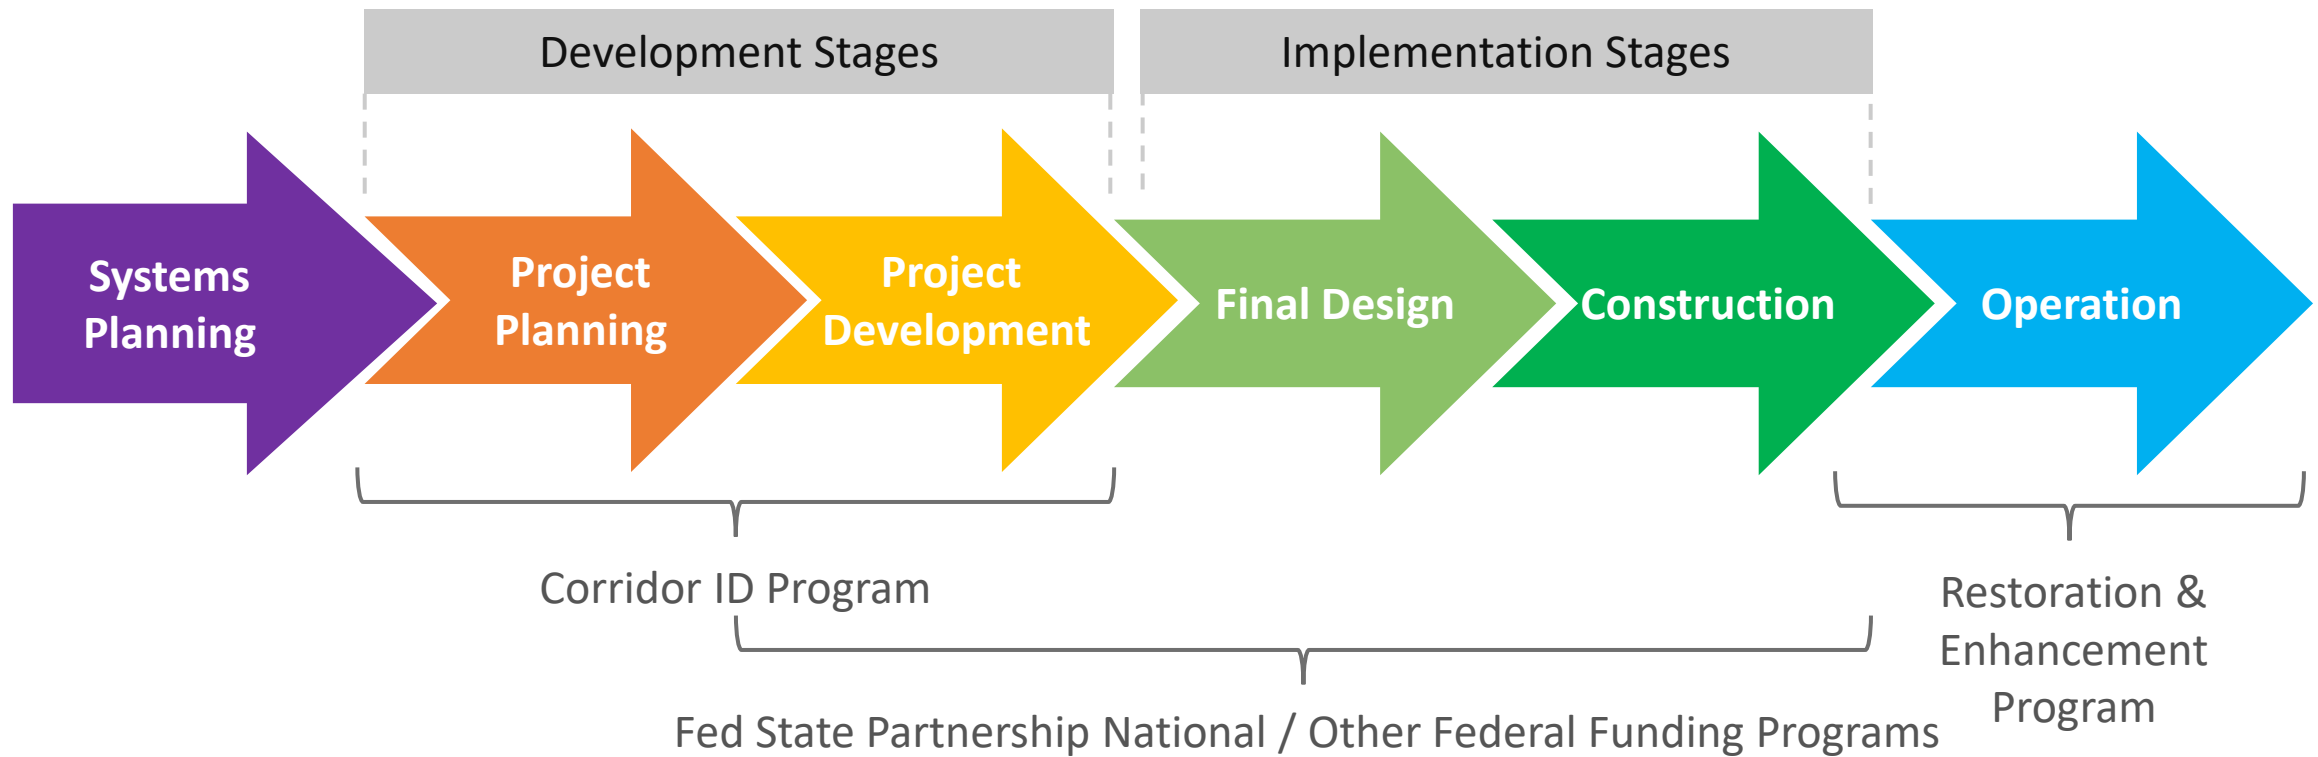 Development Stages
Implementation Stages
Systems
Planning
Project
Planning
Project
Development
Final Design
Construction
Operation
Corridor ID Program
Fed State Partnership National / Other Federal Funding Programs
Restoration &
Enhancement
Program